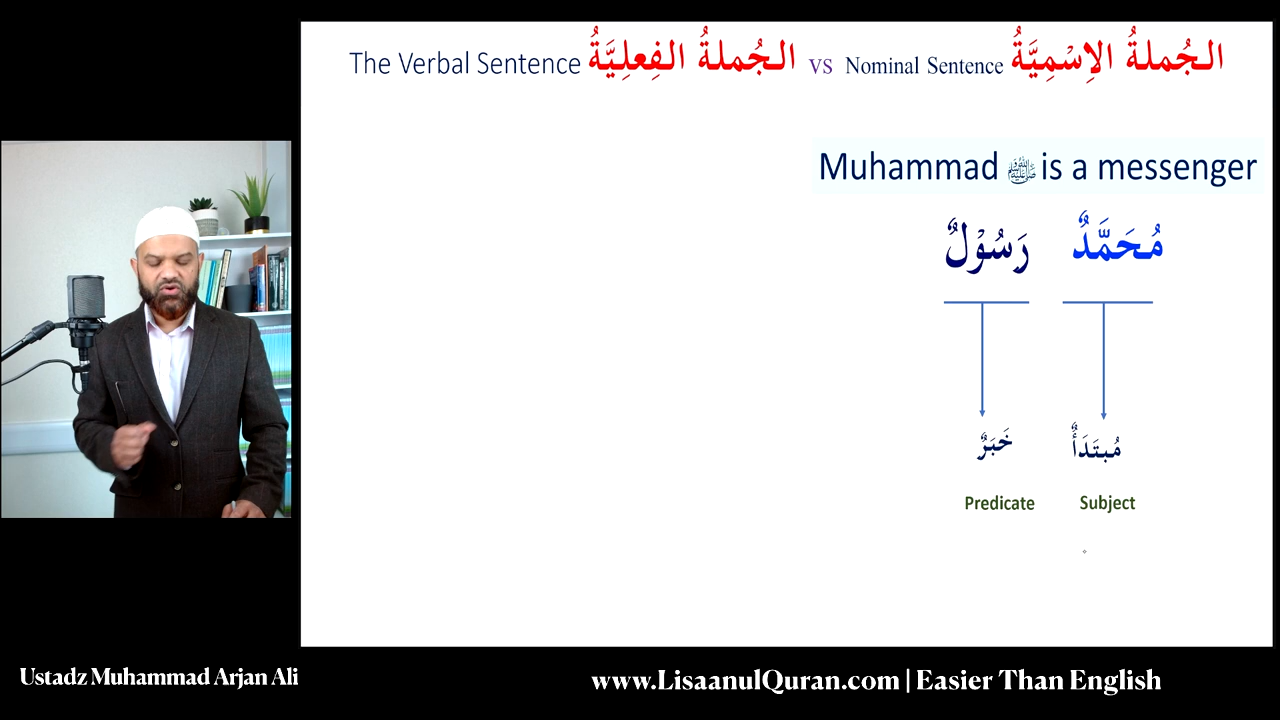 The Verbal Sentence الجُملةُ الفِعلِيَّةُ vs Nominal Sentence الجُملةُ الاِسْمِيَّةُ
Muhammad ﷺ is a messenger
مُحَمَّدٌ رَسُوْلٌ
مُبتَدَأٌ خَبَرٌ
Predicate Subject
Ustadz Muhammad Arjan Ali
www.LisaanulQuran.com | Easier Than English